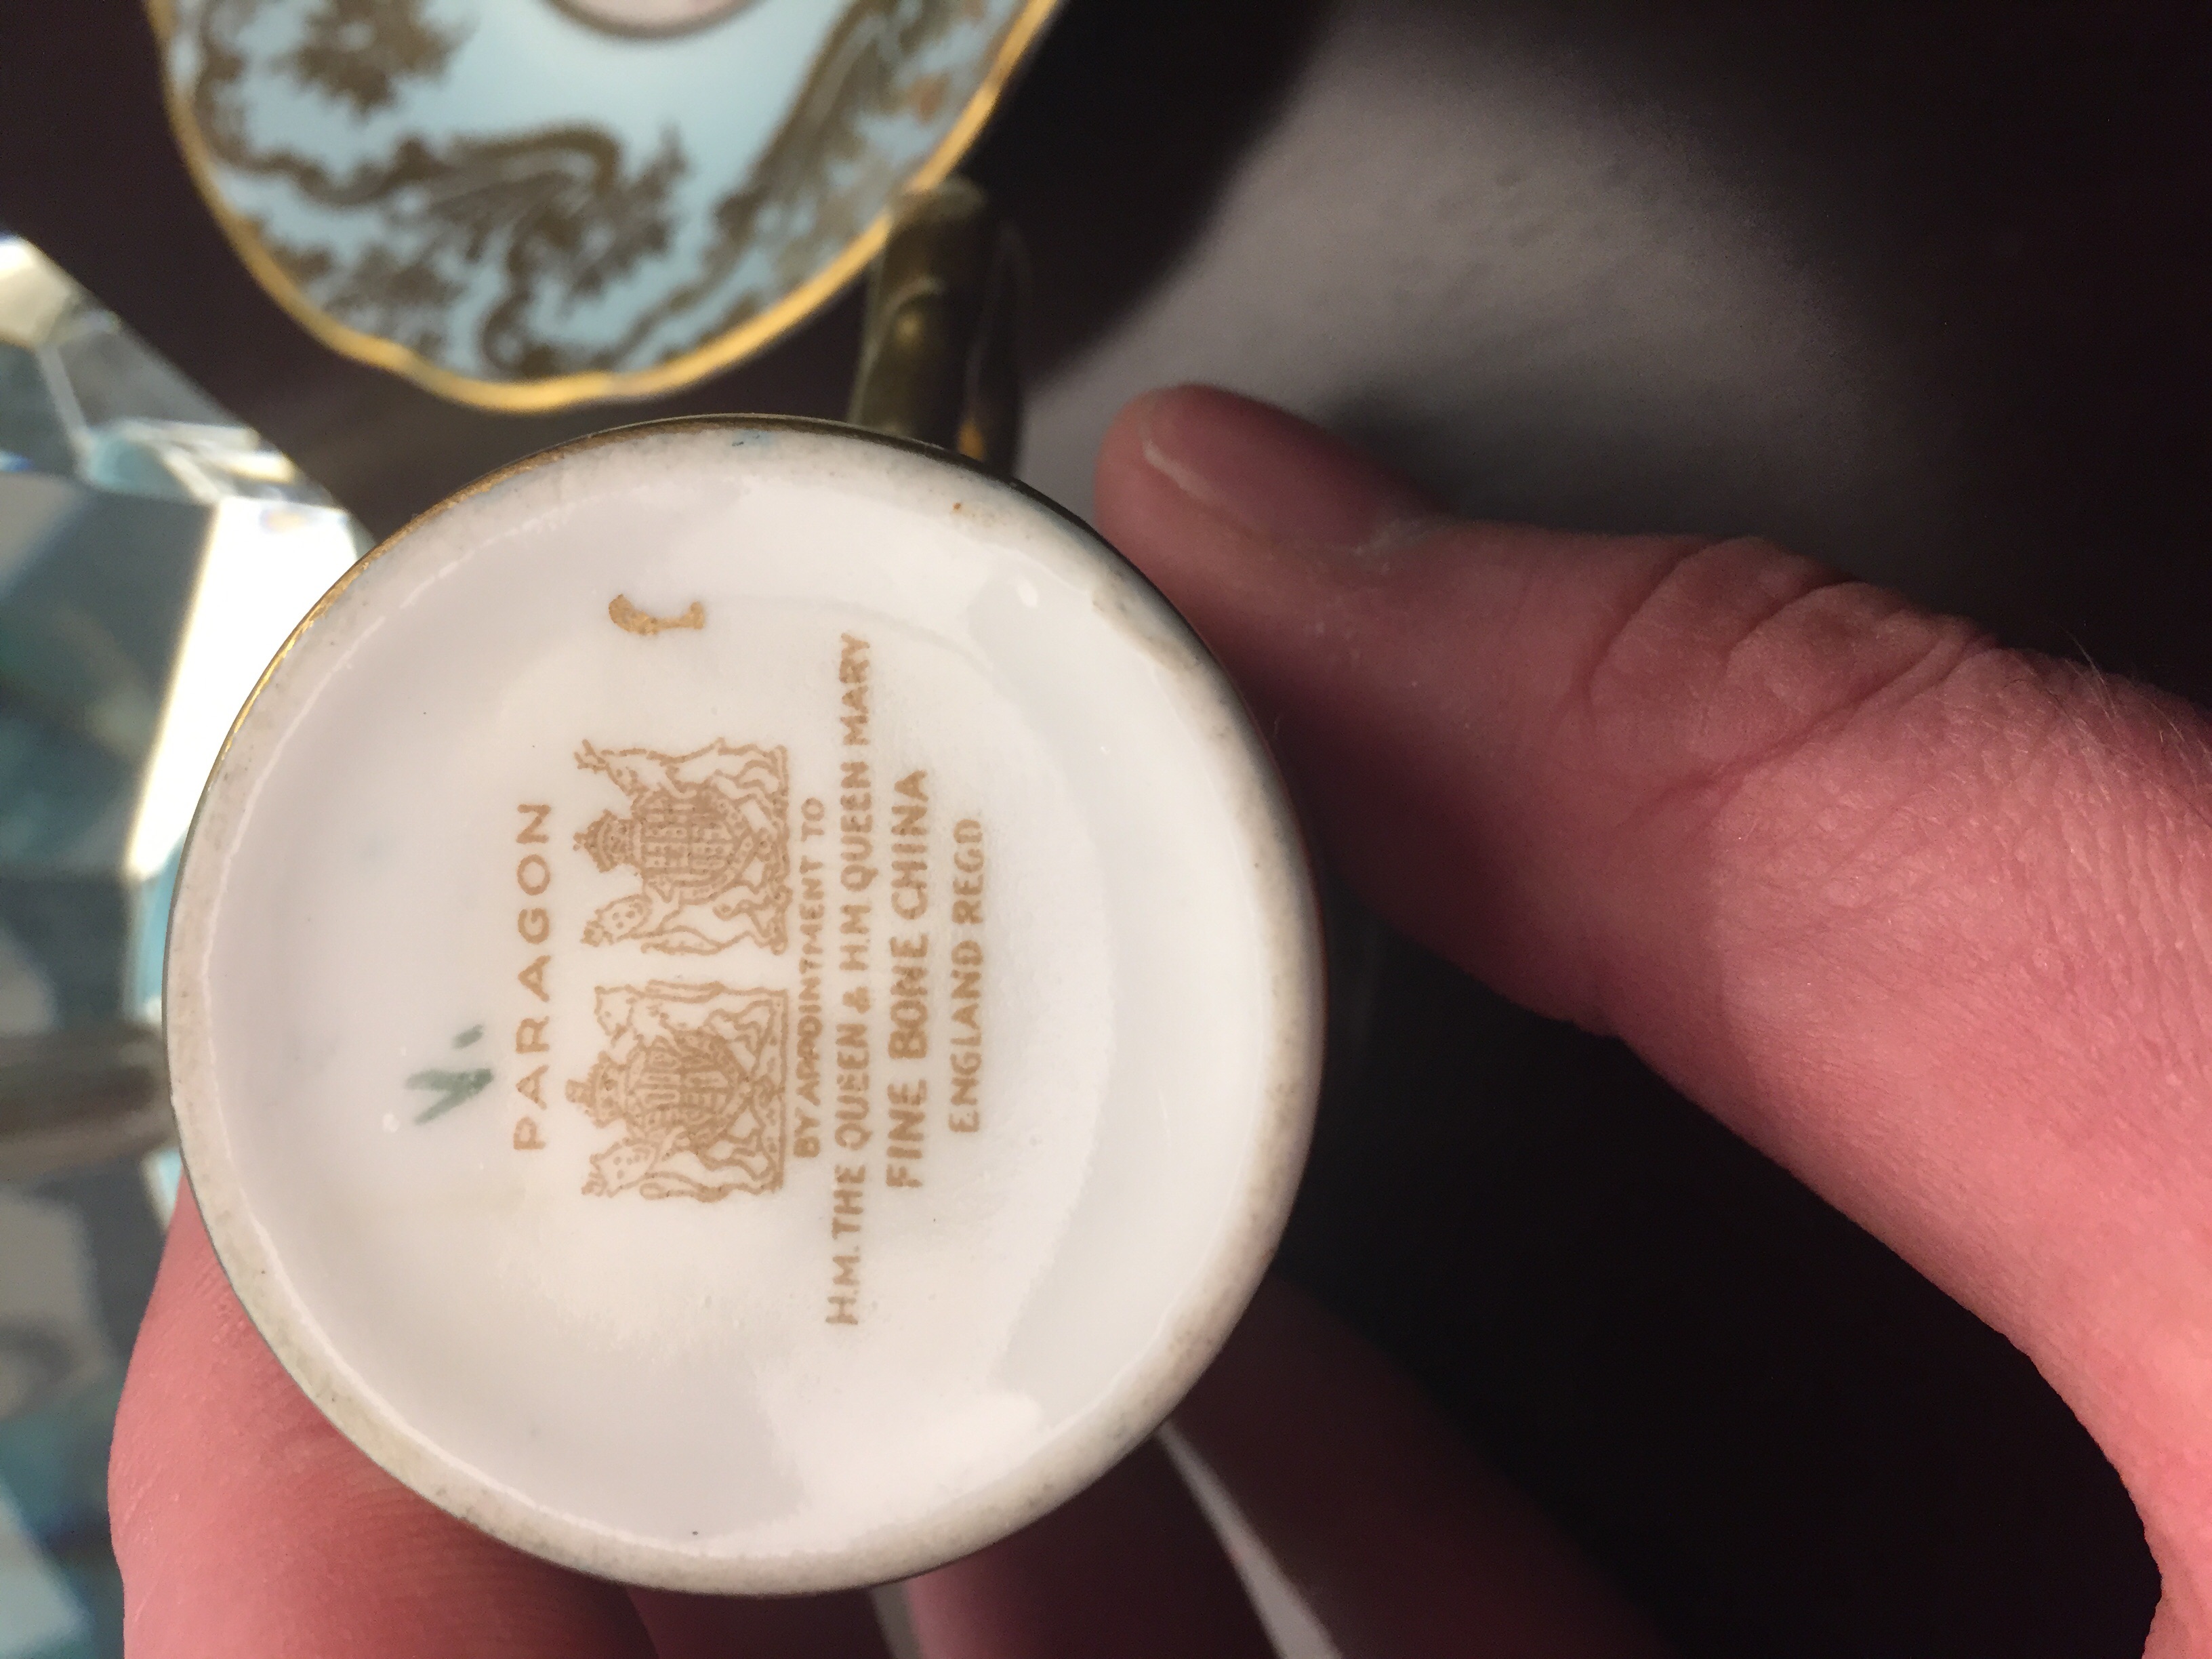 V.
PARAGON
BY APPOINTMENT TO
H.M. THE QUEEN & H.M QUEEN MARY
FINE BONE CHINA
ENGLAND REGD